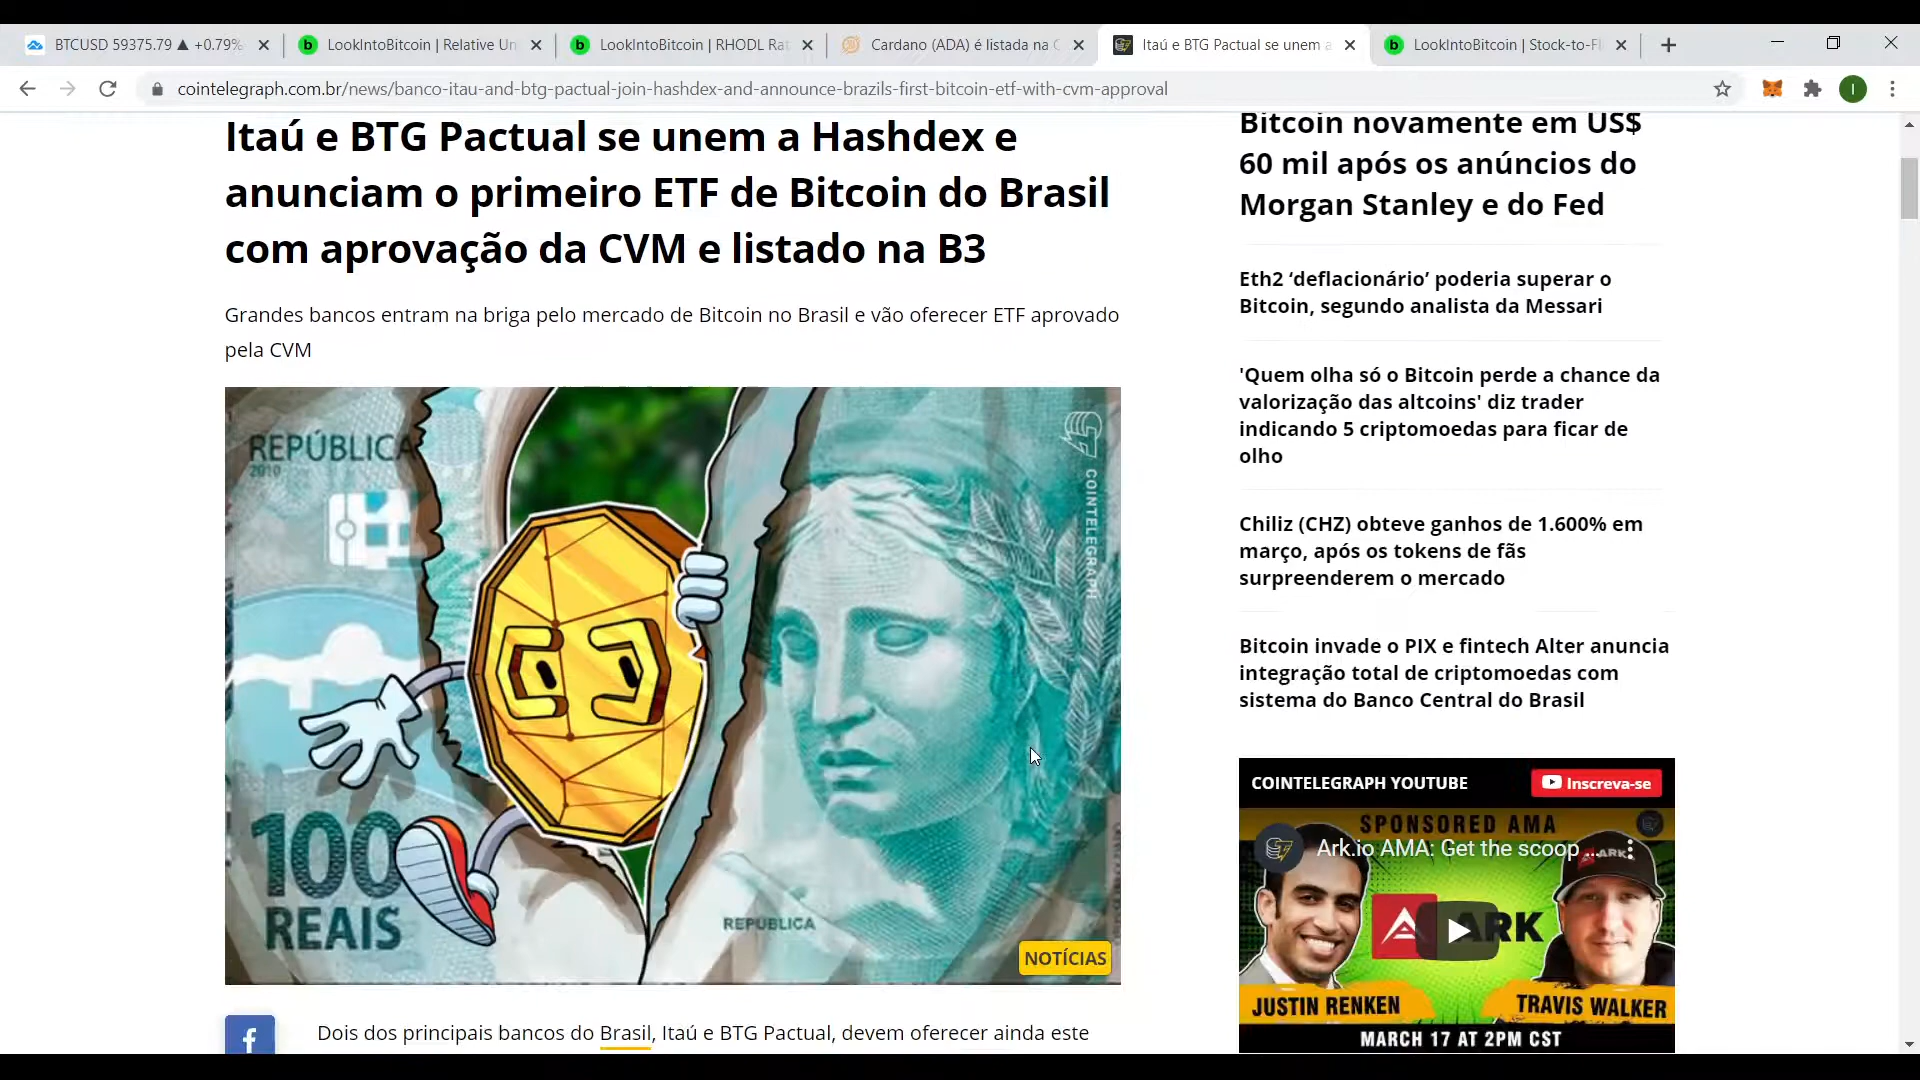 BTCUSD 59375.79 ▲ +0.79%
LookIntoBitcoin | Relative Un
LookIntoBitcoin | RHODL Rat
Cardano (ADA) é listada na C
Itaú e BTG Pactual se unem a
LookIntoBitcoin | Stock-to-Fl
cointelegraph.com.br/news/banco-itau-and-btg-pactual-join-hashdex-and-announce-brazils-first-bitcoin-etf-with-cvm-approval
I
Itaú e BTG Pactual se unem a Hashdex e
anunciam o primeiro ETF de Bitcoin do Brasil
com aprovação da CVM e listado na B3
Grandes bancos entram na briga pelo mercado de Bitcoin no Brasil e vão oferecer ETF aprovado
pela CVM
REPÚBLICA
2010
COINTELEGRAPH
100
REAIS
REPUBLICA
NOTÍCIAS
Dois dos principais bancos do Brasil, Itaú e BTG Pactual, devem oferecer ainda este
Bitcoin novamente em US$
60 mil após os anúncios do
Morgan Stanley e do Fed
Eth2 ‘deflacionário’ poderia superar o
Bitcoin, segundo analista da Messari
'Quem olha só o Bitcoin perde a chance da
valorização das altcoins' diz trader
indicando 5 criptomoedas para ficar de
olho
Chiliz (CHZ) obteve ganhos de 1.600% em
março, após os tokens de fãs
surpreenderem o mercado
Bitcoin invade o PIX e fintech Alter anuncia
integração total de criptomoedas com
sistema do Banco Central do Brasil
COINTELEGRAPH YOUTUBE
Inscreva-se
SPONSORED AMA
Ark.io AMA: Get the scoop ...
ARK
ARK
JUSTIN RENKEN
TRAVIS WALKER
MARCH 17 AT 2PM CST